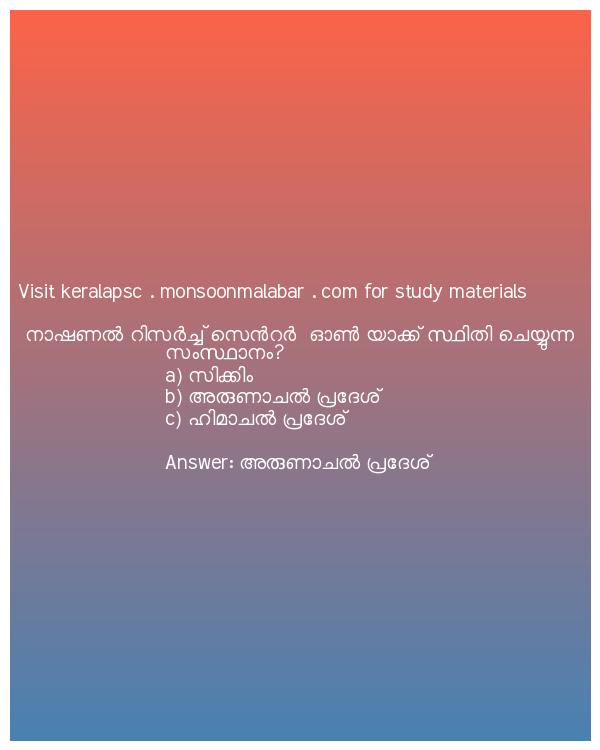 Visit keralapsc . monsoonmalabar . com for study materials
നാഷണൽ റിസർച്ച് സെൻറർ ഓൺ യാക്ക് സ്ഥിതി ചെയ്യുന്ന
സംസ്ഥാനം?
a) സിക്കിം
b) അരുണാചൽ പ്രദേശ്
c) ഹിമാചൽ പ്രദേശ്
Answer: അരുണാചൽ പ്രദേശ്